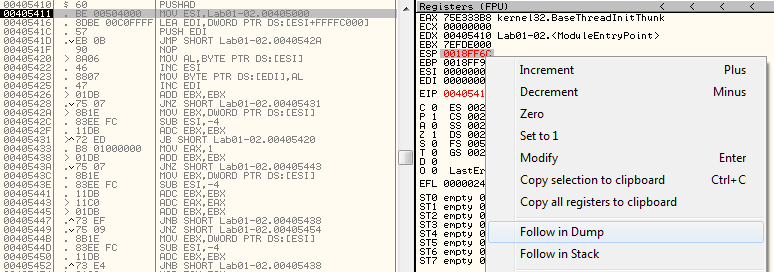 00405410 $ 60 PUSHAD
00405411 . BE 00504000 MOV ESI,Lab01-02.00405000
00405416 . 8DBE 00C0FFFF LEA EDI,DWORD PTR DS:[ESI+FFFFC000]
0040541C . 57 PUSH EDI
0040541D .v EB 0B JMP SHORT Lab01-02.0040542A
0040541F 90 NOP
00405420 > 8A06 MOV AL,BYTE PTR DS:[ESI]
00405422 . 46 INC ESI
00405423 . 8807 MOV BYTE PTR DS:[EDI],AL
00405425 . 47 INC EDI
00405426 > 01DB ADD EBX,EBX
00405428 .v 75 07 JNZ SHORT Lab01-02.00405431
0040542A > 8B1E MOV EBX,DWORD PTR DS:[ESI]
0040542C . 83EE FC SUB ESI,-4
0040542F . 11DB ADC EBX,EBX
00405431 >^ 72 ED JB SHORT Lab01-02.00405420
00405433 . B8 01000000 MOV EAX,1
00405438 > 01DB ADD EBX,EBX
0040543A .v 75 07 JNZ SHORT Lab01-02.00405443
0040543C . 8B1E MOV EBX,DWORD PTR DS:[ESI]
0040543E . 83EE FC SUB ESI,-4
00405441 . 11DB ADC EBX,EBX
00405443 > 11C0 ADC EAX,EAX
00405445 . 01DB ADD EBX,EBX
00405447 .^ 73 EF JNB SHORT Lab01-02.00405438
00405449 .v 75 09 JNZ SHORT Lab01-02.00405454
0040544B . 8B1E MOV EBX,DWORD PTR DS:[ESI]
0040544D . 83EE FC SUB ESI,-4
00405450 . 11DB ADC EBX,EBX
00405452 .^ 73 E4 JNB SHORT Lab01-02.00405438
Registers (FPU) < < < <
EAX 75E333B8 kernel32.BaseThreadInitThunk
ECX 00000000
EDX 00405410 Lab01-02.<ModuleEntryPoint>
EBX 7EFDE000
ESP 0018FF6C
EBP 0018FF9
ESI 00000
EDI 00000
EIP 0040541
C 0 ES 002
P 1 CS 002
A 0 SS 002
Z 1 DS 002
S 0 FS 005
T 0 GS 002
D 0
O 0 LastErr
EFL 0000024
ST0 empty 0
ST1 empty 0
ST2 empty 0
ST3 empty 0
ST4 empty 0
ST5 empty 0
ST6 empty 0
ST7 empty 0
Increment Plus
Decrement Minus
Zero
Set to 1
Modify Enter
Copy selection to clipboard Ctrl+C
Copy all registers to clipboard
Follow in Dump
Follow in Stack